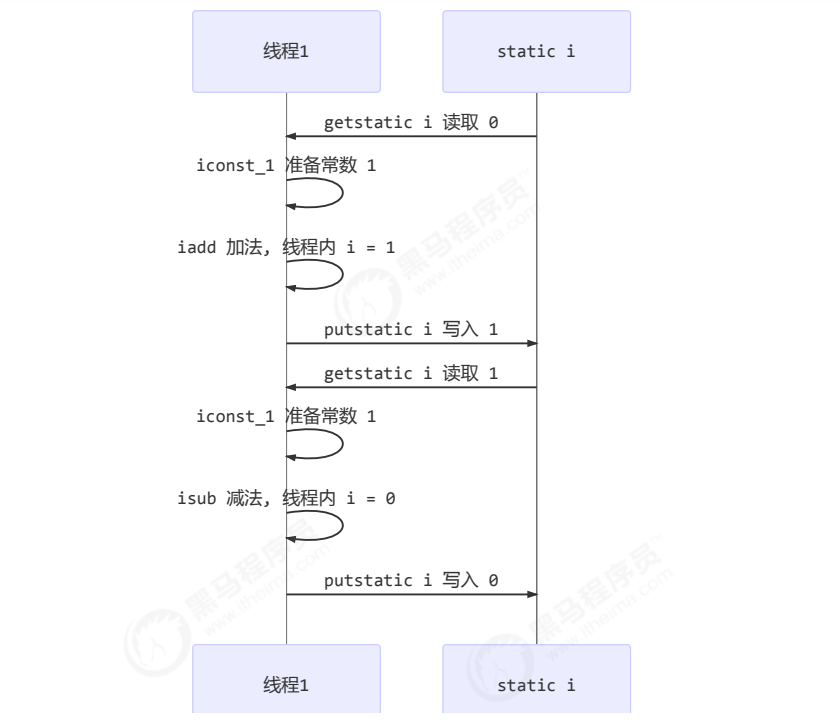 线程1
static i
getstatic i 读取 0
iconst_1 准备常数 1
iadd 加法, 线程内 i = 1
putstatic i 写入 1
getstatic i 读取 1
iconst_1 准备常数 1
isub 减法, 线程内 i = 0
putstatic i 写入 0
线程1
static i
黑马程序员
www.itheima.com
黑马程序员
www.itheima.com
黑马程序员
www.itheima.com